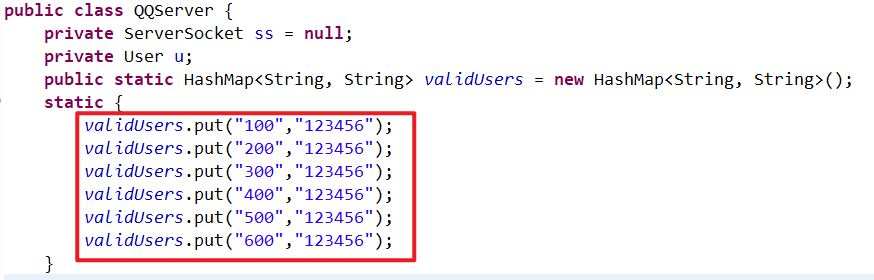 public class QQServer {
    private ServerSocket ss = null;
    private User u;
    public static HashMap<String, String> validUsers = new HashMap<String, String>();
    static {
        validUsers.put("100","123456");
        validUsers.put("200","123456");
        validUsers.put("300","123456");
        validUsers.put("400","123456");
        validUsers.put("500","123456");
        validUsers.put("600","123456");
    }